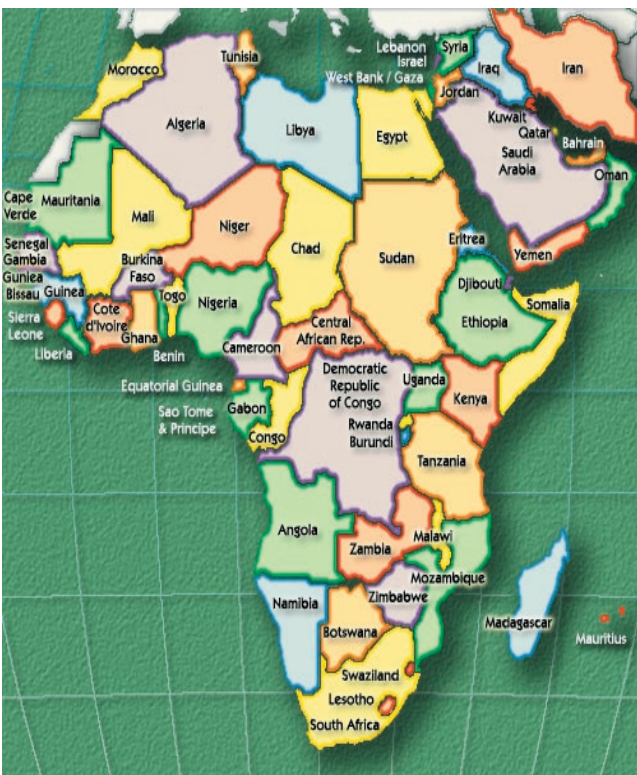 Lebanon
Israel
West Bank / Gaza
Syria
Iraq
Iran
Jordan
Kuwait
Qatar
Bahrain
Saudi
Arabia
Oman
Yemen
Morocco
Tunisia
Algeria
Libya
Egypt
Cape
Verde
Mauritania
Mali
Niger
Chad
Sudan
Eritrea
Djibouti
Somalia
Ethiopia
Senegal
Gambia
Guniea
Bissau
Guinea
Burkina
Faso
Sierra
Leone
Liberia
Cote
d'Ivoire
Ghana
Togo
Benin
Nigeria
Cameroon
Central
African Rep.
Equatorial Guinea
Sao Tome
& Principe
Gabon
Congo
Democratic
Republic
of Congo
Uganda
Kenya
Rwanda
Burundi
Tanzania
Angola
Zambia
Malawi
Mozambique
Zimbabwe
Namibia
Botswana
Madagascar
Mauritius
Swaziland
Lesotho
South Africa